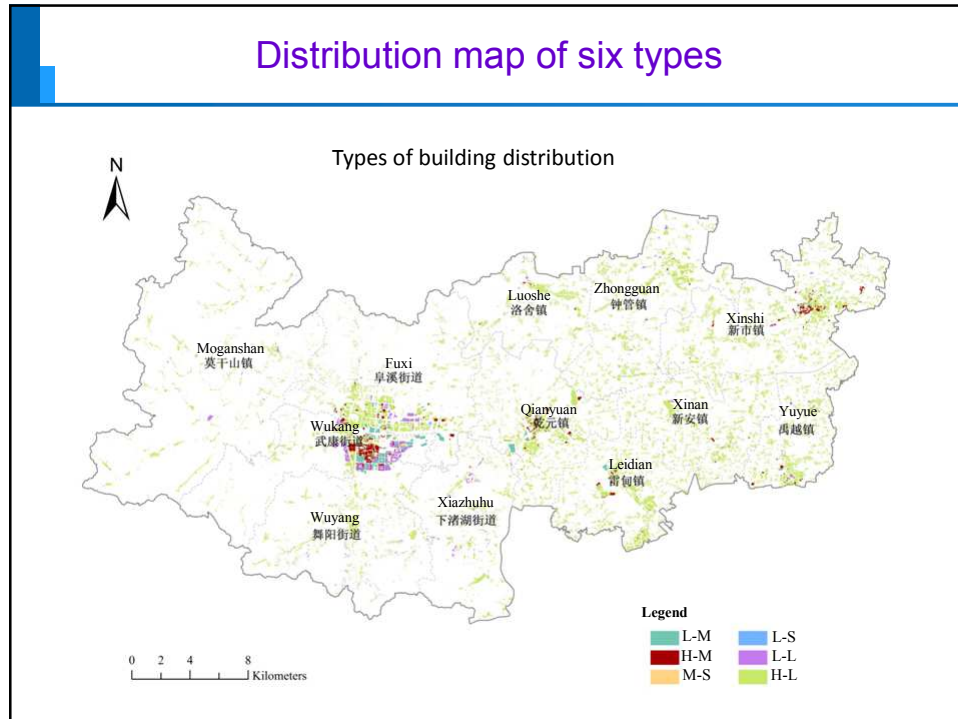 Distribution map of six types
Types of building distribution
N
Luoshe
洛舍镇
Zhongguan
钟管镇
Xinshi
新市镇
Moganshan
莫干山镇
Fuxi
阜溪街道
Wukang
武康街道
Qianyuan
乾元镇
Xinan
新安镇
Yuyue
禹越镇
Leidian
雷甸镇
Wuyang
舞阳街道
Xiazhuhu
下渚湖街道
Legend
L-M
L-S
H-M
L-L
M-S
H-L
0 2 4 8
Kilometers